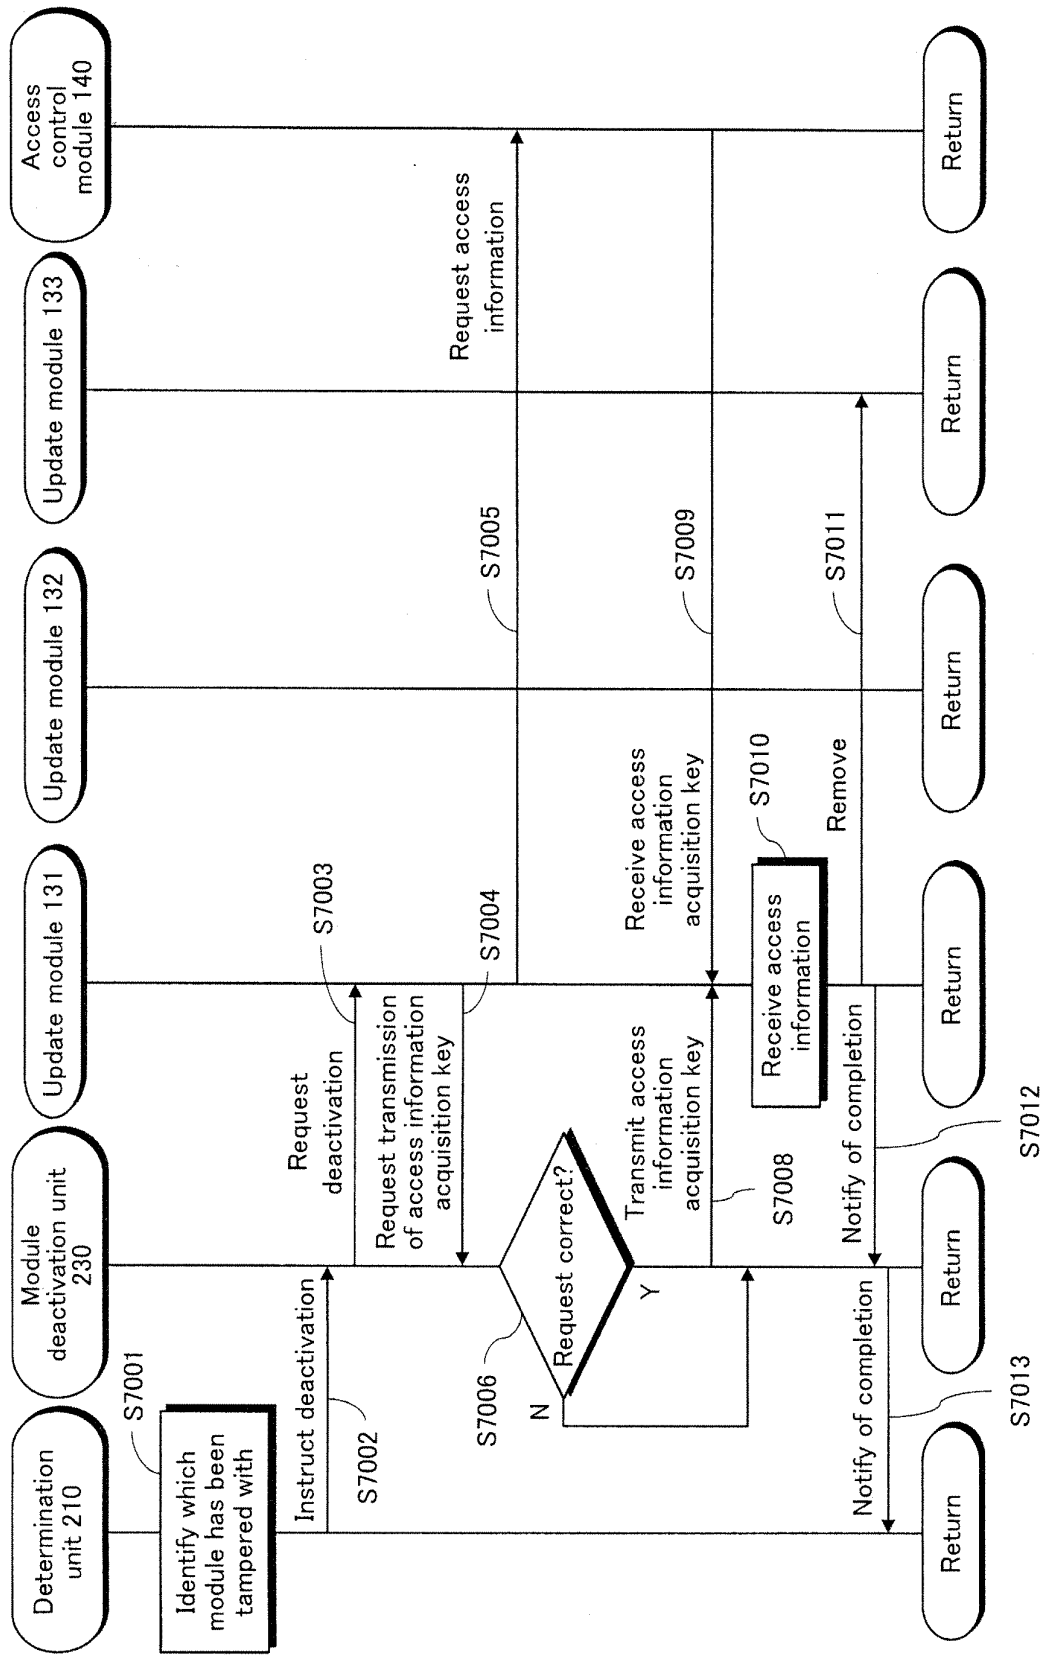 Determination
unit 210
Module
deactivation unit
230
Update module 131
Update module 132
Update module 133
Access
control
module 140
S7001
Identify which
module has been
tampered with
Instruct deactivation
S7002
Request
deactivation
S7003
Request transmission
of access information
acquisition key
S7004
Request access
information
S7005
S7006
Request correct?
N
Y
Transmit access
information
acquisition key
S7008
Receive access
information
acquisition key
S7009
Receive access
information
S7010
Remove
S7011
Notify of completion
S7012
Notify of completion
S7013
Return
Return
Return
Return
Return
Return